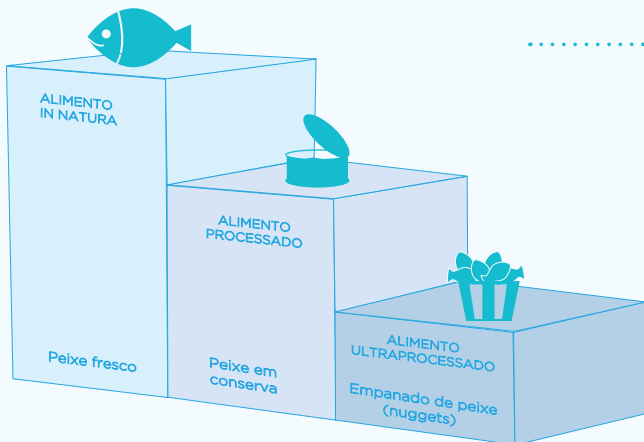 ALIMENTO
IN NATURA
Peixe fresco
ALIMENTO
PROCESSADO
Peixe em
conserva
ALIMENTO
ULTRAPROCESSADO
Empanado de peixe
(nuggets)